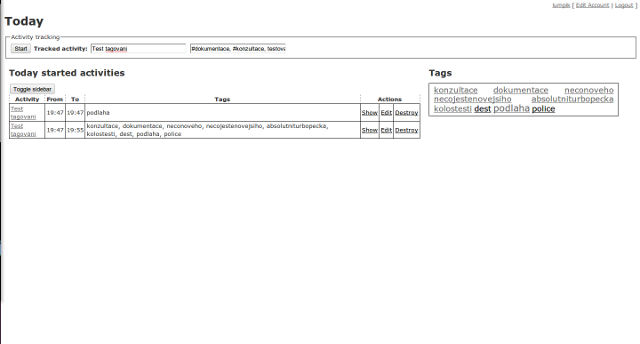 lumpik [ Edit Account | Logout ]
Today
Activity tracking
Start Tracked activity: Test tagovani #dokumentace, #konzultace, testova
Today started activities
Toggle sidebar
Activity From To Tags Actions
Test tagovani 19:47 19:47 podlaha Show Edit Destroy
Test tagovani 19:47 19:55 konzultace, dokumentace, neconoveho, necojestenovejsiho, absolutniturbopecka,
kolostesti, dest, podlaha, police Show Edit Destroy
Tags
konzultace dokumentace neconoveho
necojestenovejsiho absolutniturbopecka
kolostesti dest podlaha police